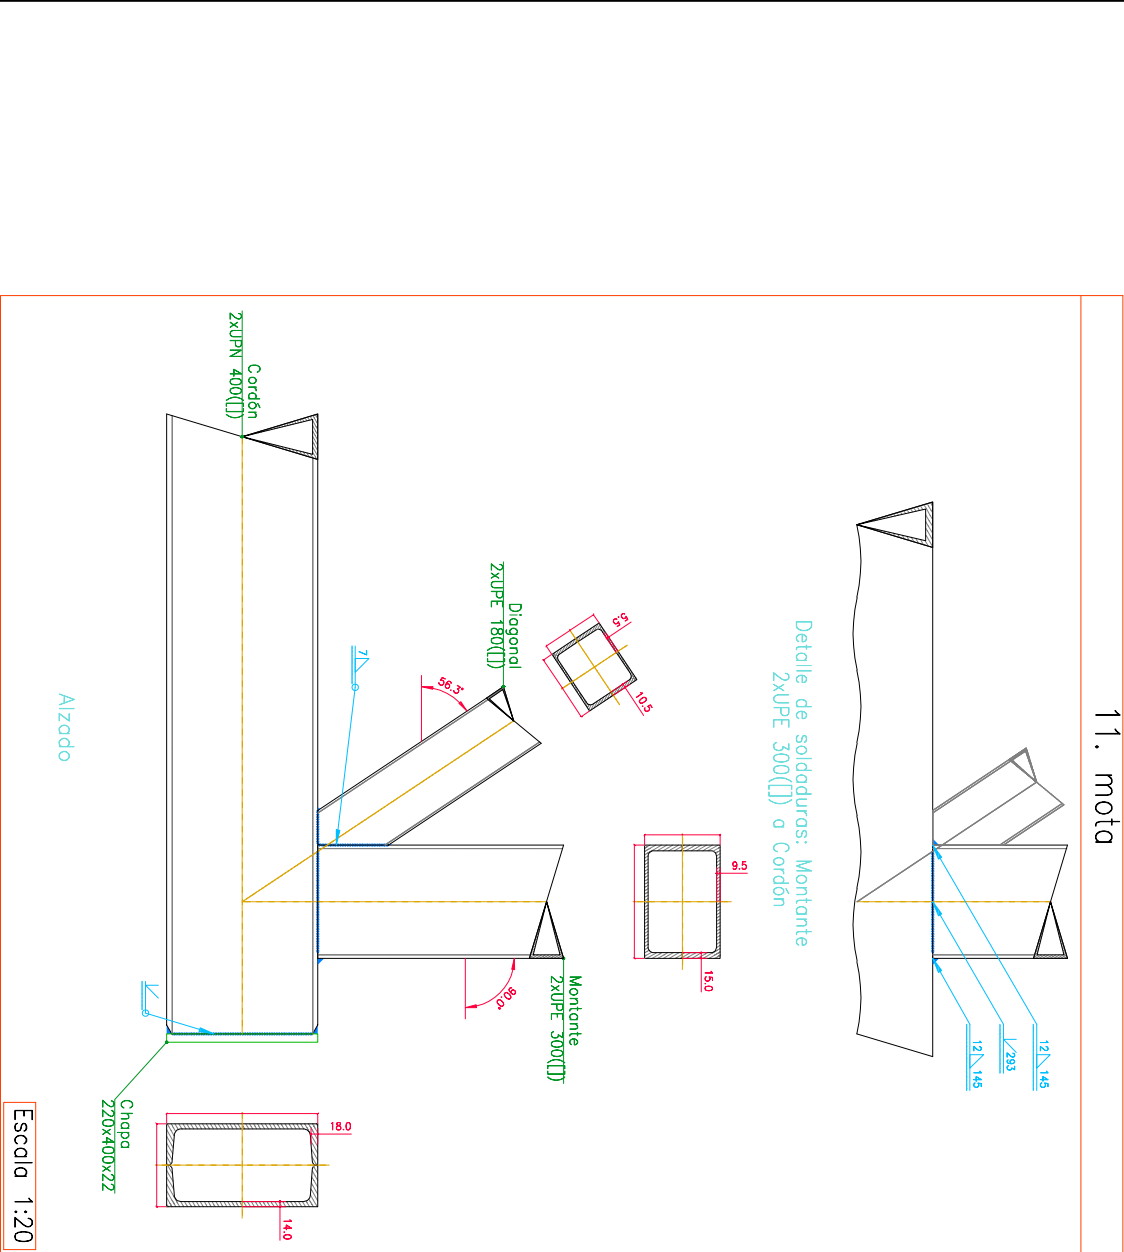 11. mota
Detalle de soldaduras: Montante
2xUPE 300([]) a Cordón
12 145
293
12 145
9.5
15.0
5.5
10.5
Diagonal
2xUPE 180([])
56.3°
Montante
2xUPE 300([])
90.0°
7
Cordón
2xUPN 400([])
18.0
14.0
Chapa
220x400x22
Alzado
Escala 1:20